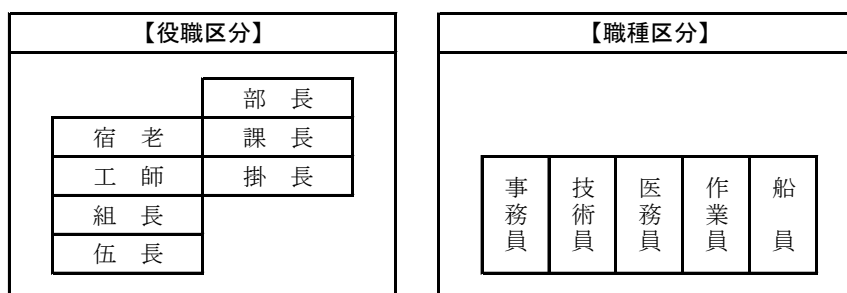 【役職区分】
部 長
宿 老 課 長
工 師 掛 長
組 長
伍 長
【職種区分】
事務員
技術員
医務員
作業員
船 員